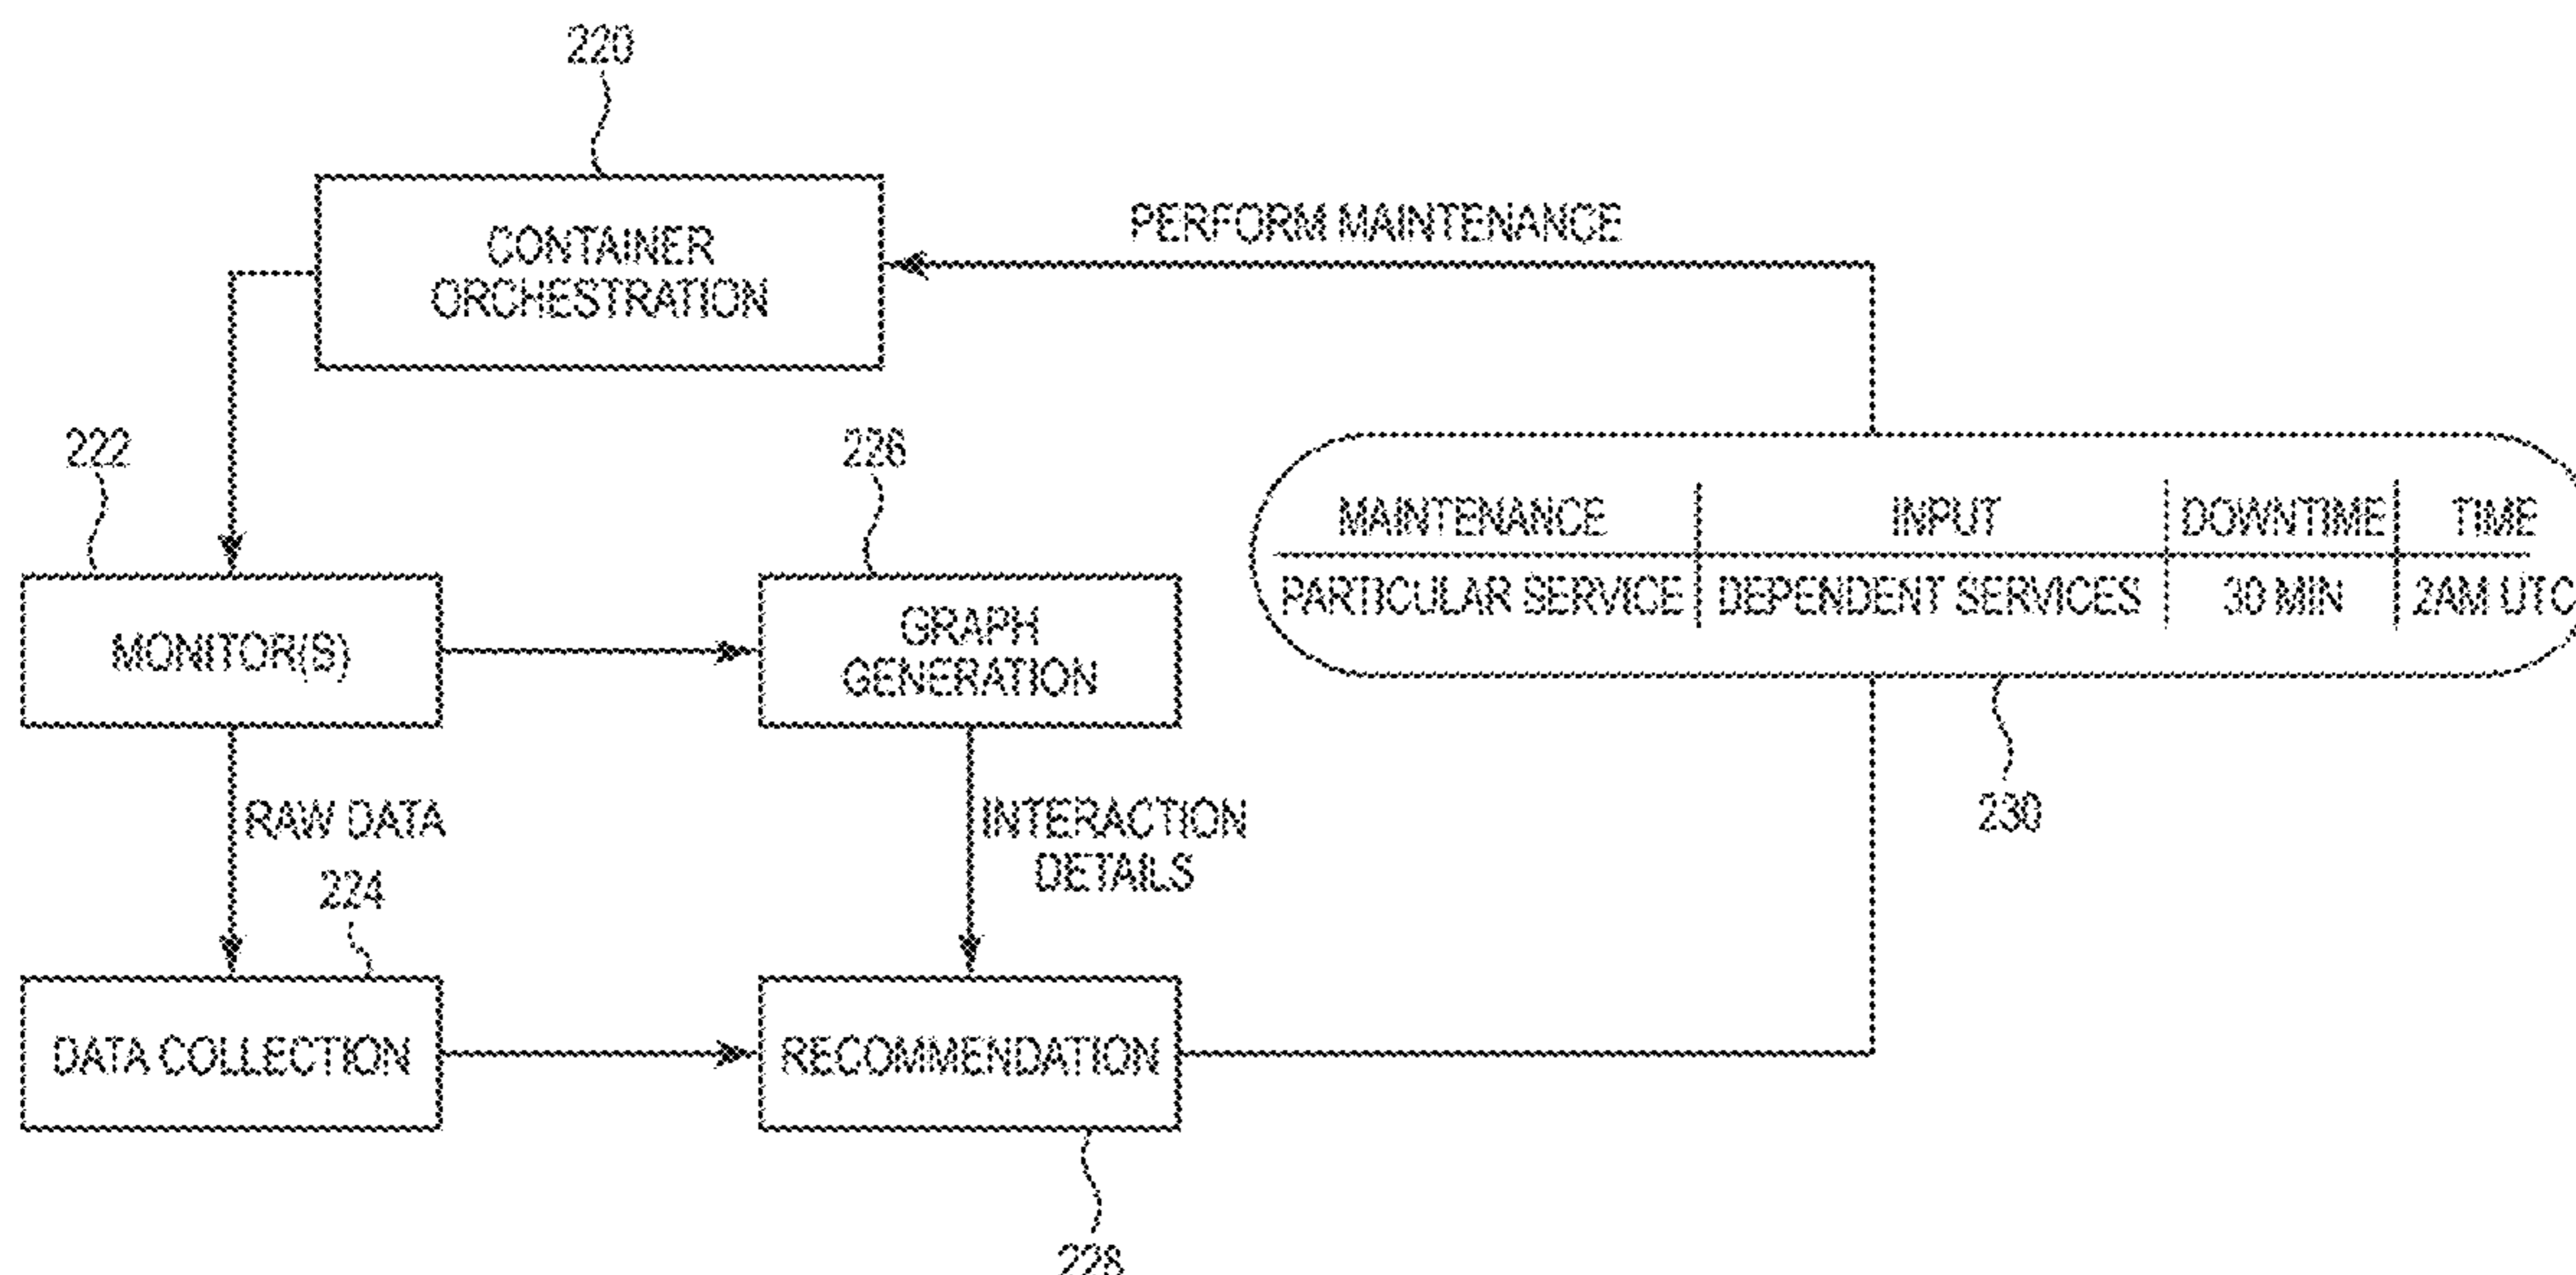 220
CONTAINER
ORCHESTRATION
PERFORM MAINTENANCE
222
226
MONITOR(S)
GRAPH
GENERATION
MAINTENANCE INPUT DOWNTIME TIME
PARTICULAR SERVICE DEPENDENT SERVICES 30 MIN 2AM UTC
230
RAW DATA
224
INTERACTION
DETAILS
DATA COLLECTION
RECOMMENDATION
228